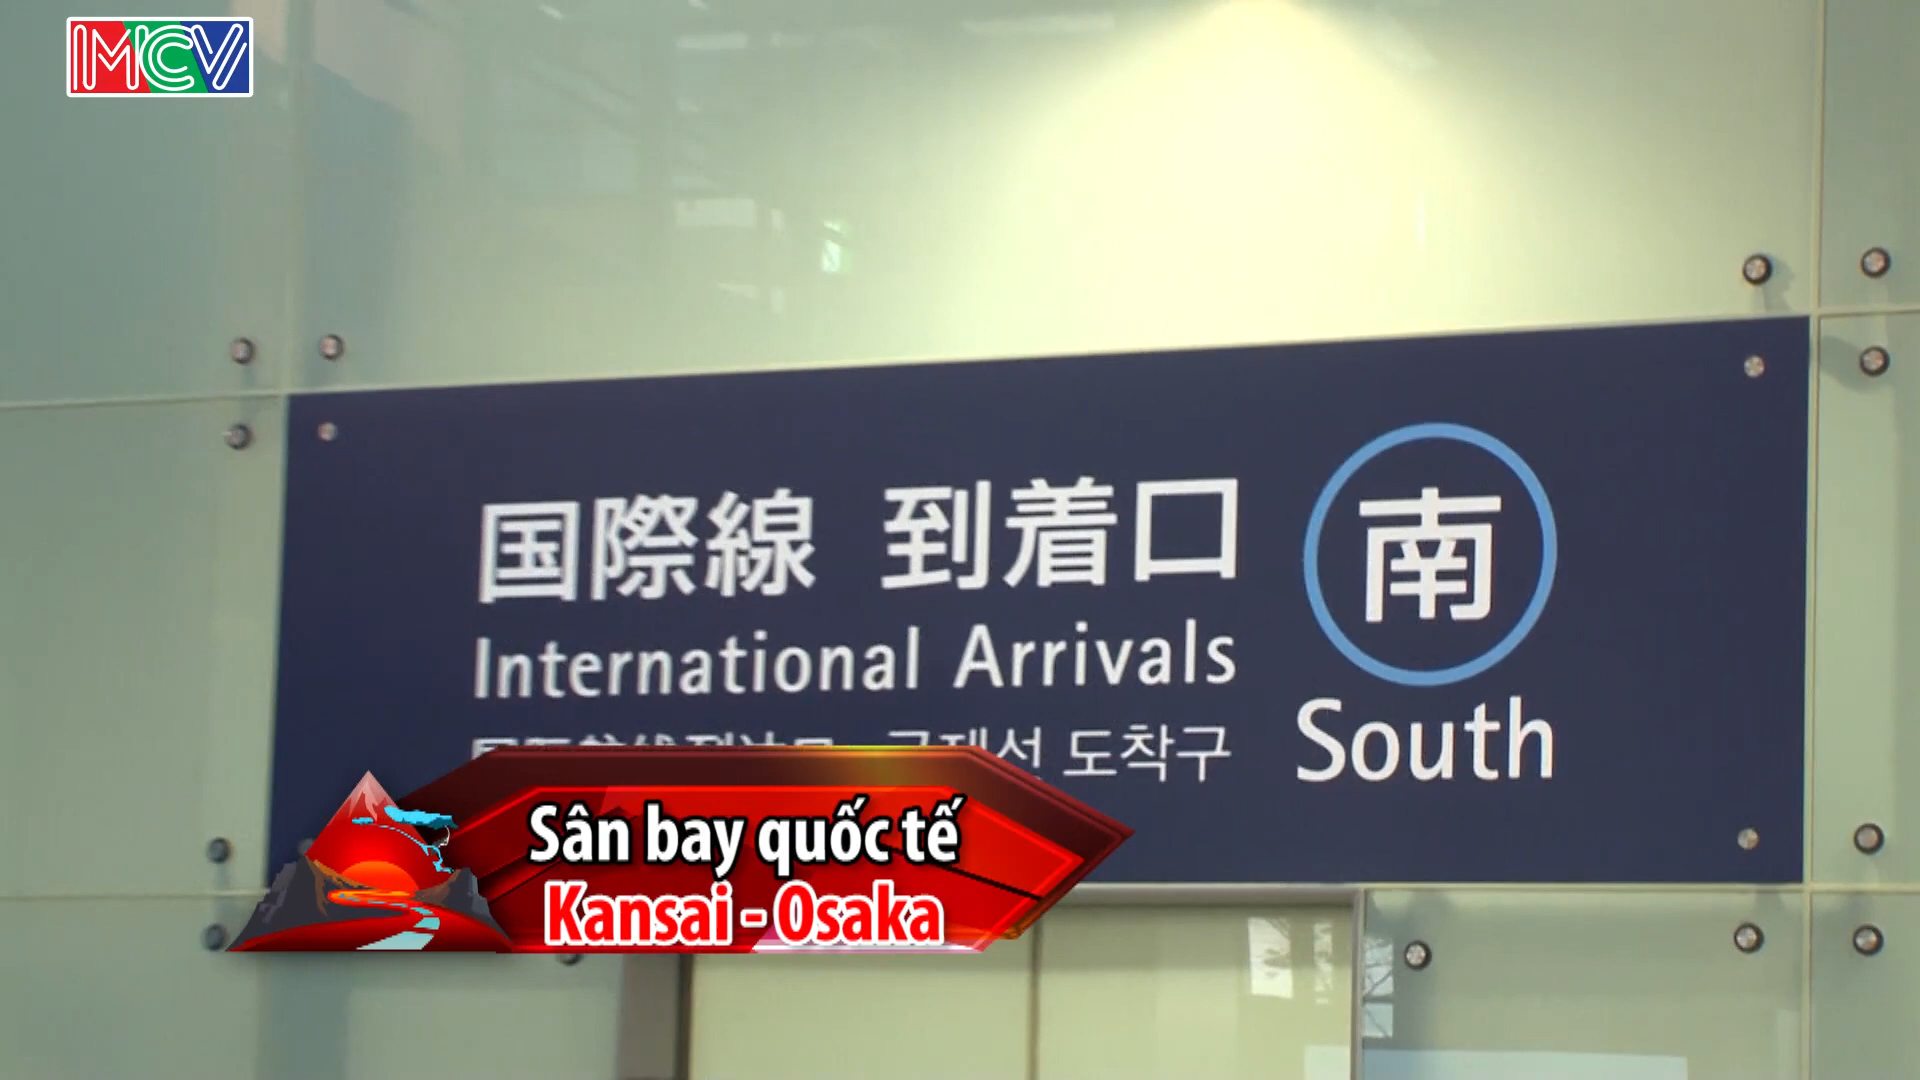 MCV
国際線 到着口
International Arrivals
南
South
도착구
Sân bay quốc tế
Kansai - Osaka